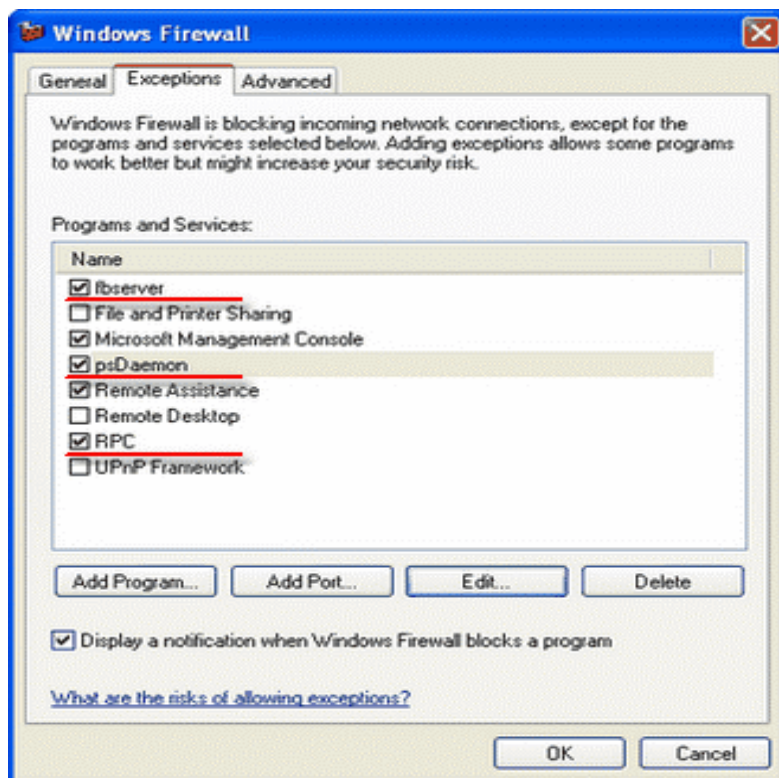 Windows Firewall
General Exceptions Advanced
Windows Firewall is blocking incoming network connections, except for the
programs and services selected below. Adding exceptions allows some programs
to work better but might increase your security risk.
Programs and Services:
Name
fbserver
File and Printer Sharing
Microsoft Management Console
psDaemon
Remote Assistance
Remote Desktop
RPC
UPnP Framework
Add Program... Add Port... Edit... Delete
Display a notification when Windows Firewall blocks a program
What are the risks of allowing exceptions?
OK Cancel